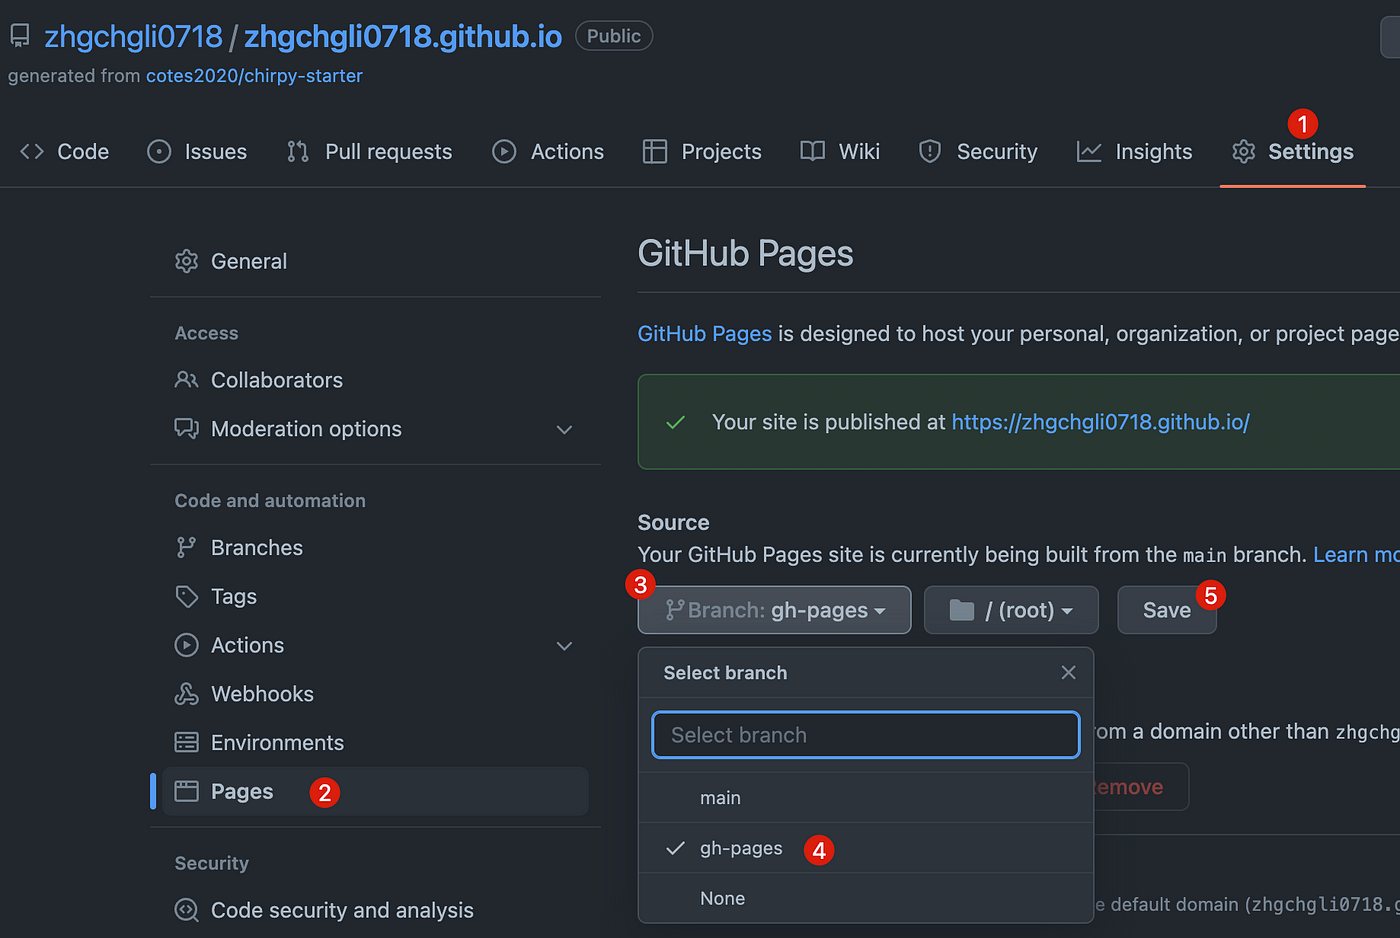 zhgchgli0718 / zhgchgli0718.github.io Public
generated from cotes2020/chirpy-starter
1
Code Issues Pull requests Actions Projects Wiki Security Insights Settings
General
Access
Collaborators
Moderation options
Code and automation
Branches
Tags
Actions
Webhooks
Environments
Pages 2
Security
Code security and analysis
GitHub Pages
GitHub Pages is designed to host your personal, organization, or project page
Your site is published at https://zhgchgli0718.github.io/
Source
Your GitHub Pages site is currently being built from the main branch. Learn mo
3 Branch: gh-pages / (root) Save 5
Select branch
Select branch
main
gh-pages 4
None
om a domain other than zhgchg
emove
e default domain (zhgchgli0718.g